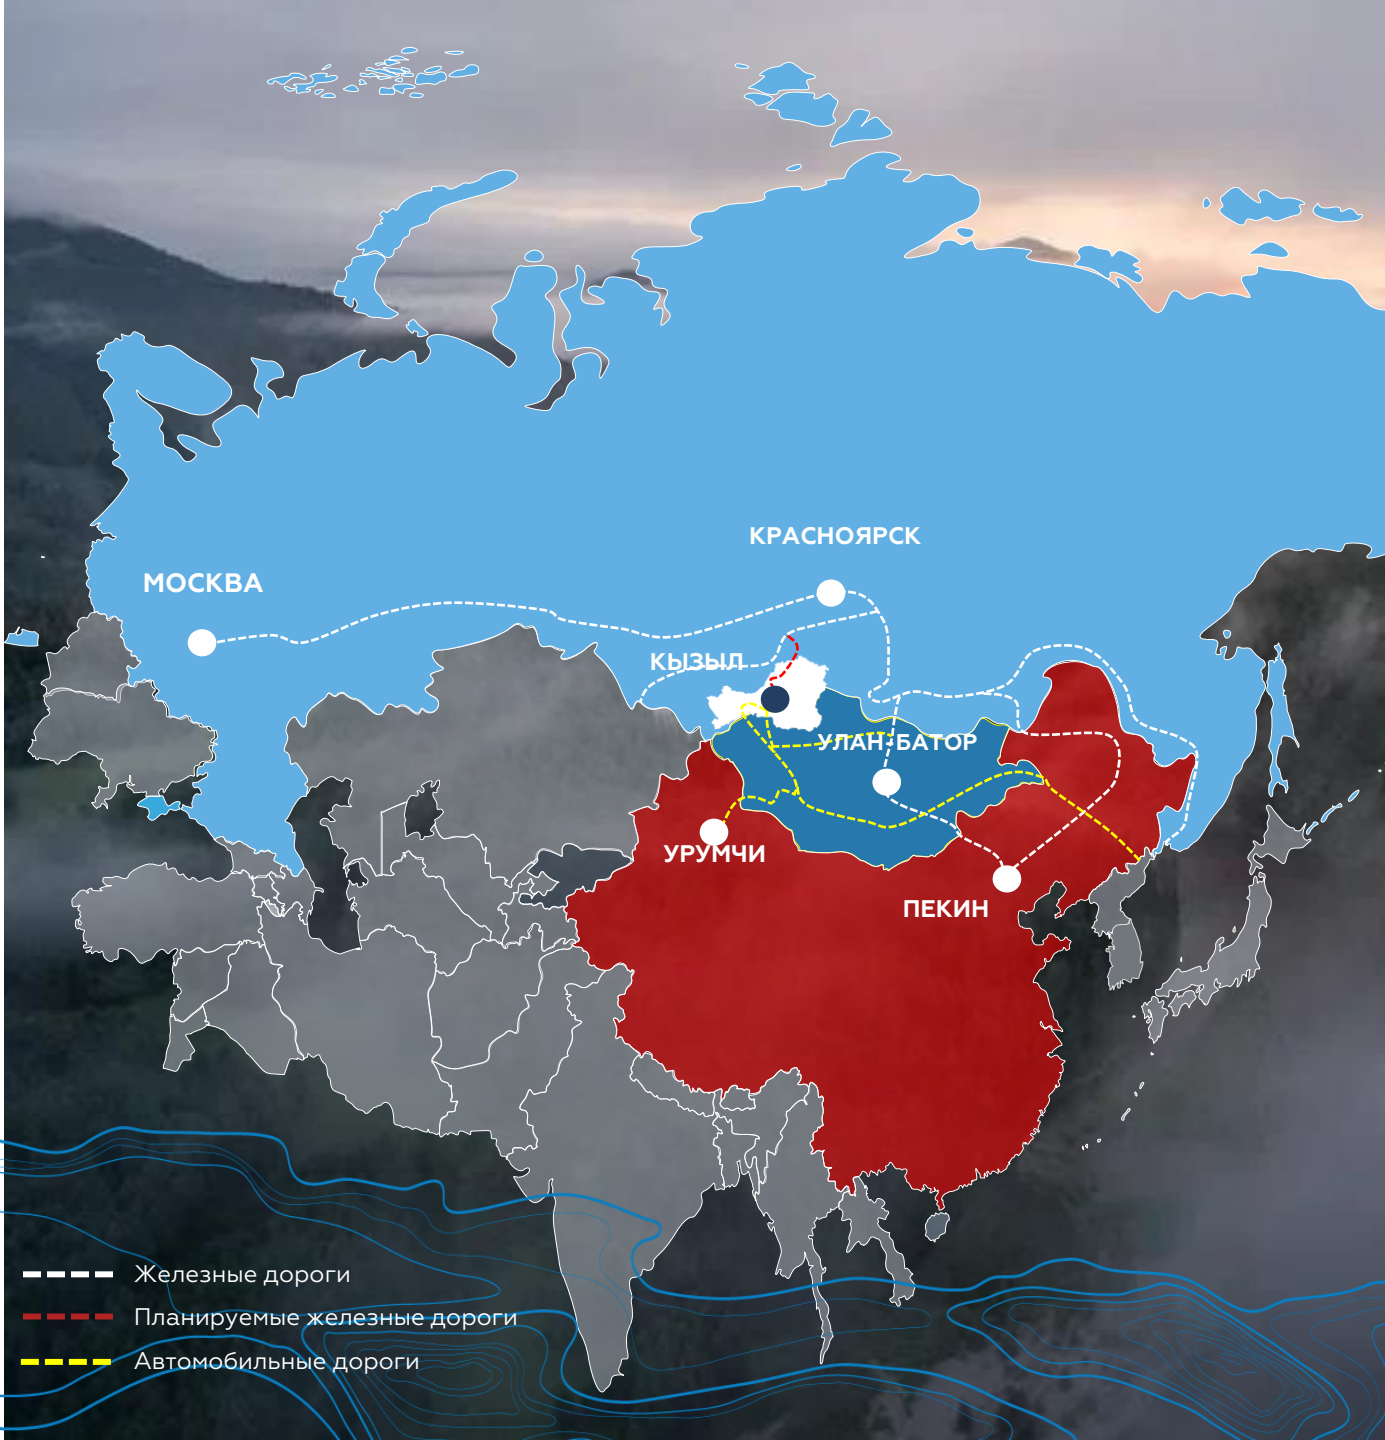 КРАСНОЯРСК
МОСКВА
КЫЗЫЛ
УЛАН-БАТОР
УРУМЧИ
ПЕКИН
Железные дороги
Планируемые железные дороги
Автомобильные дороги